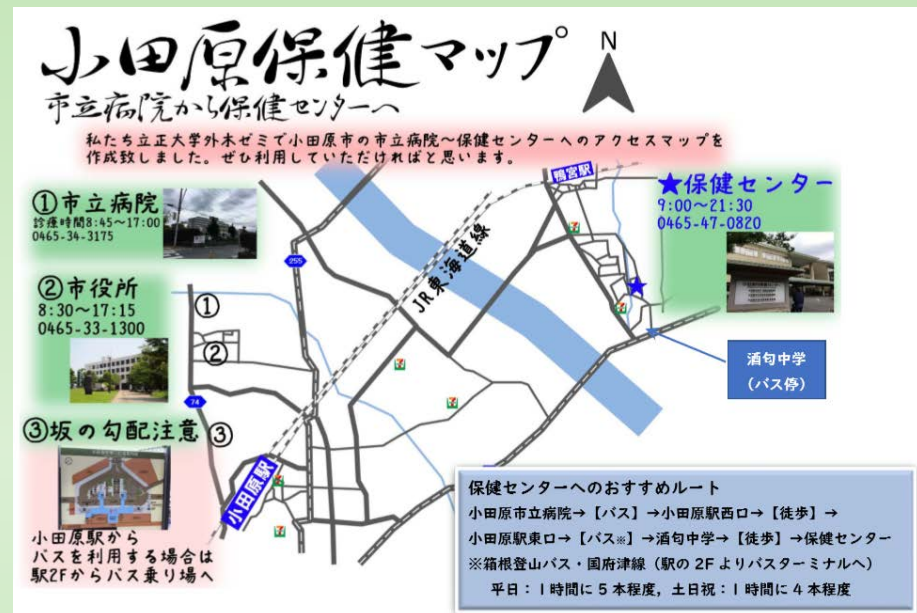 小田原保健マップ
市立病院から保健センターへ
N
私たち立正大学外木ゼミで小田原市の市立病院～保健センターへのアクセスマップを
作成致しました。ぜひ利用していただければと思います。
①市立病院
診療時間8:45～17:00
0465-34-3175
②市役所
8:30～17:15
0465-33-1300
③坂の勾配注意
小田原駅から
バスを利用する場合は
駅2Fからバス乗り場へ
鴨宮駅
★保健センター
9:00～21:30
0465-47-0820
255
JR東海道線
①
②
74
③
小田原駅
酒匂中学
（バス停）
保健センターへのおすすめルート
小田原市立病院→【バス】→小田原駅西口→【徒歩】→
小田原駅東口→【バス※】→酒匂中学→【徒歩】→保健センター
※箱根登山バス・国府津線（駅の2Fよりバスターミナルへ）
平日：1時間に5本程度，土日祝：1時間に4本程度